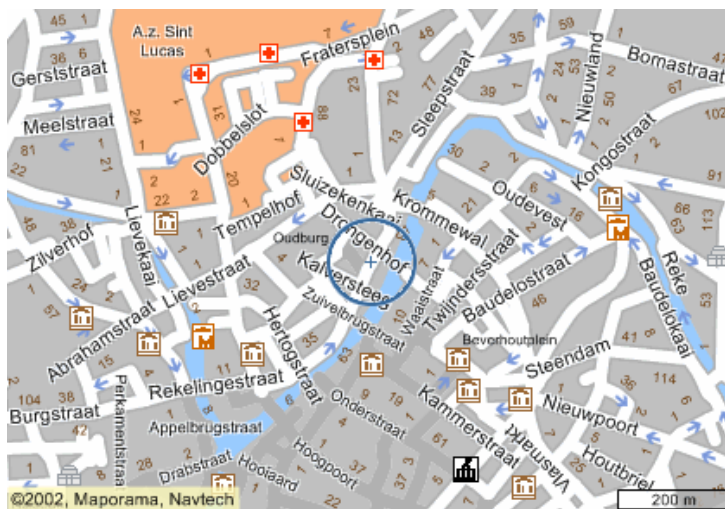 A.z. Sint
Lucas
Fratersplein
Gerststraat
Meelstraat
Dobbelslot
Steepstraat
Nieuwland
Bomastraat
Kongostraat
Sluizekenkaai
Krommewal
Oudevest
Tempelhof
Drongenhof
Oudburg
Zilverhof
Lievekaai
Lievestraat
Kalversteeg
Zuivelbrugstraat
Waaistraat
Twijndersstraat
Baudelostraat
Reke
Baudelokaai
Abrahamstraat
Hertogstraat
Beverhoutplein
Steendam
Rekelingestraat
Burgstraat
Perkamentstraat
Appelbrugstraat
Drabstraat
Hooiaard
Hoogpoort
Onderstraat
Kammerstraat
Vlasmarkt
Nieuwpoort
Houtbriel
©2002, Maporama, Navtech
200 m